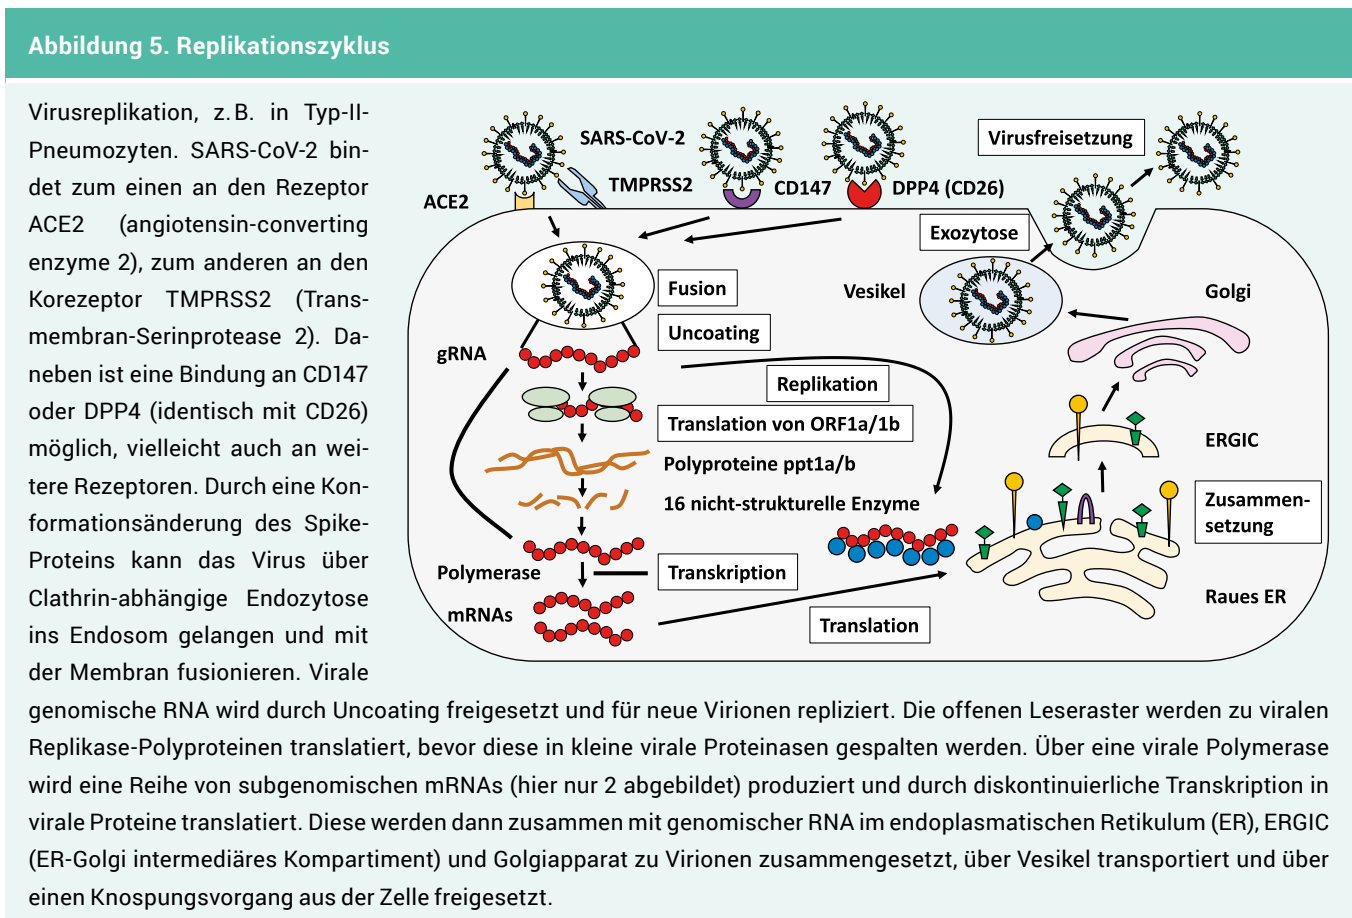 Abbildung 5. Replikationszyklus
Virusreplikation, z. B. in Typ-II-
Pneumozyten. SARS-CoV-2 bin-
det zum einen an den Rezeptor
ACE2 (angiotensin-converting
enzyme 2), zum anderen an den
Korezeptor TMPRSS2 (Trans-
membran-Serinprotease 2). Da-
neben ist eine Bindung an CD147
oder DPP4 (identisch mit CD26)
möglich, vielleicht auch an wei-
tere Rezeptoren. Durch eine Kon-
formationsänderung des Spike-
Proteins kann das Virus über
Clathrin-abhängige Endozytose
ins Endosom gelangen und mit
der Membran fusionieren. Virale
genomische RNA wird durch Uncoating freigesetzt und für neue Virionen repliziert. Die offenen Leseraster werden zu viralen
Replikase-Polyproteinen translatiert, bevor diese in kleine virale Proteinasen gespalten werden. Über eine virale Polymerase
wird eine Reihe von subgenomischen mRNAs (hier nur 2 abgebildet) produziert und durch diskontinuierliche Transkription in
virale Proteine translatiert. Diese werden dann zusammen mit genomischer RNA im endoplasmatischen Retikulum (ER), ERGIC
(ER-Golgi intermediäres Kompartiment) und Golgiapparat zu Virionen zusammengesetzt, über Vesikel transportiert und über
einen Knospungsvorgang aus der Zelle freigesetzt.
SARS-CoV-2
Virusfreisetzung
TMPRSS2
CD147
DPP4 (CD26)
ACE2
Exozytose
Fusion
Vesikel
Golgi
Uncoating
gRNA
Replikation
Translation von ORF1a/1b
ERGIC
Polyproteine ppt1a/b
16 nicht-strukturelle Enzyme
Zusammen-
setzung
Polymerase
Transkription
Raues ER
mRNAs
Translation